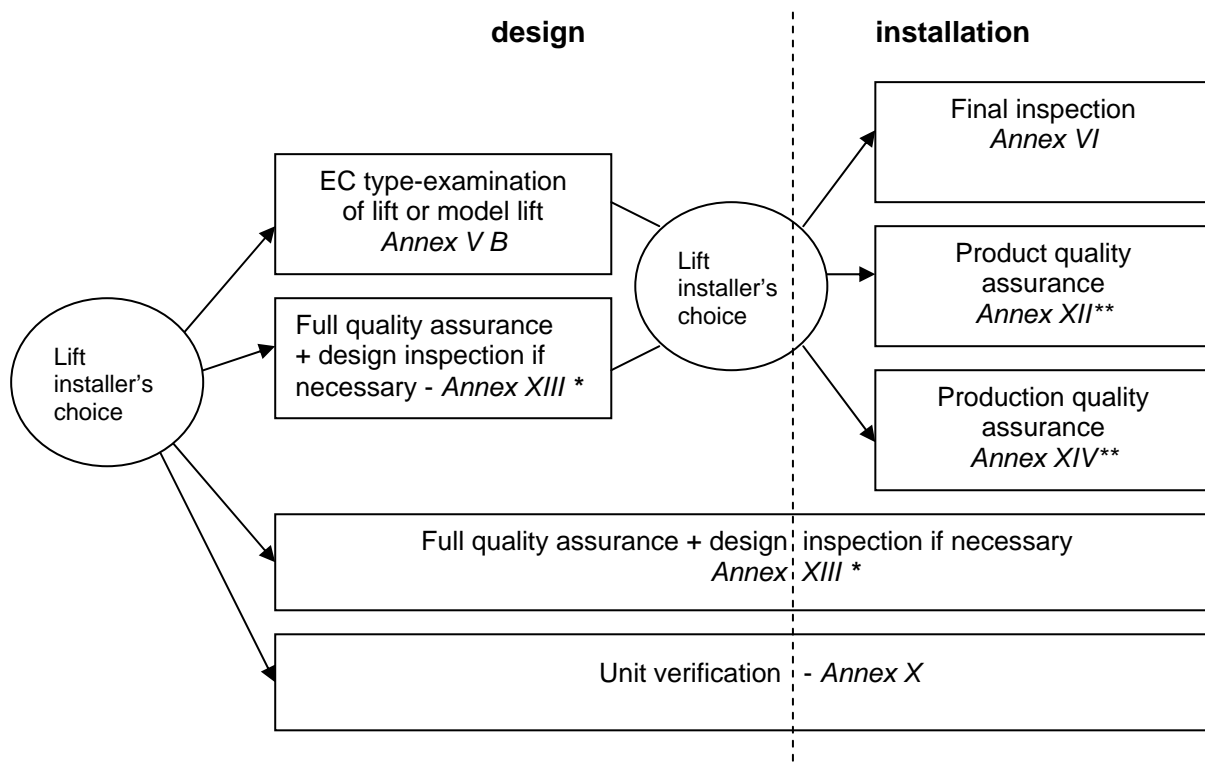 design
installation
Final inspection
Annex VI
EC type-examination
of lift or model lift
Annex V B
Lift
installer’s
choice
Product quality
assurance
Annex XII**
Full quality assurance
+ design inspection if
necessary - Annex XIII *
Lift
installer’s
choice
Production quality
assurance
Annex XIV**
Full quality assurance + design inspection if necessary
Annex XIII *
Unit verification - Annex X